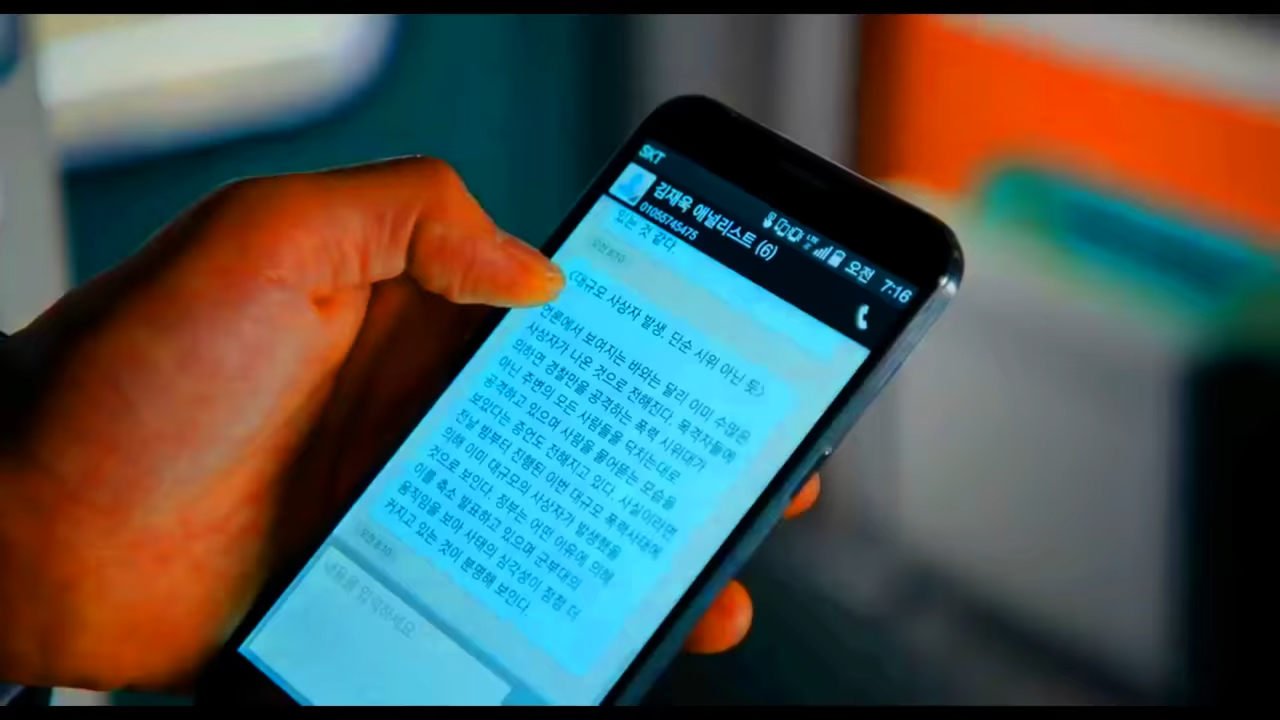 SKT
오전 7:16
김재욱 애널리스트 (6)
01055745475
있는 것 같다.
<대규모 사상자 발생. 단순 시위 아닌 듯>
언론에서 보여지는 바와는 달리 이미 수많은
사상자가 나온 것으로 전해진다. 목격자들에
의하면 경찰만을 공격하는 폭력 시위대가
아닌 주변의 모든 사람들을 닥치는대로
공격하고 있으며 사람을 물어뜯는 모습을
보았다는 증언도 전해지고 있다. 사실이라면
전날 밤부터 진행된 이번 대규모 폭력사태에
의해 이미 대규모의 사상자가 발생했을
것으로 보인다. 정부는 어떤 이유에 의해
이를 축소 발표하고 있으며 군부대의
움직임을 보아 사태의 심각성이 점점 더
커지고 있는 것이 분명해 보인다.
내용을 입력하세요